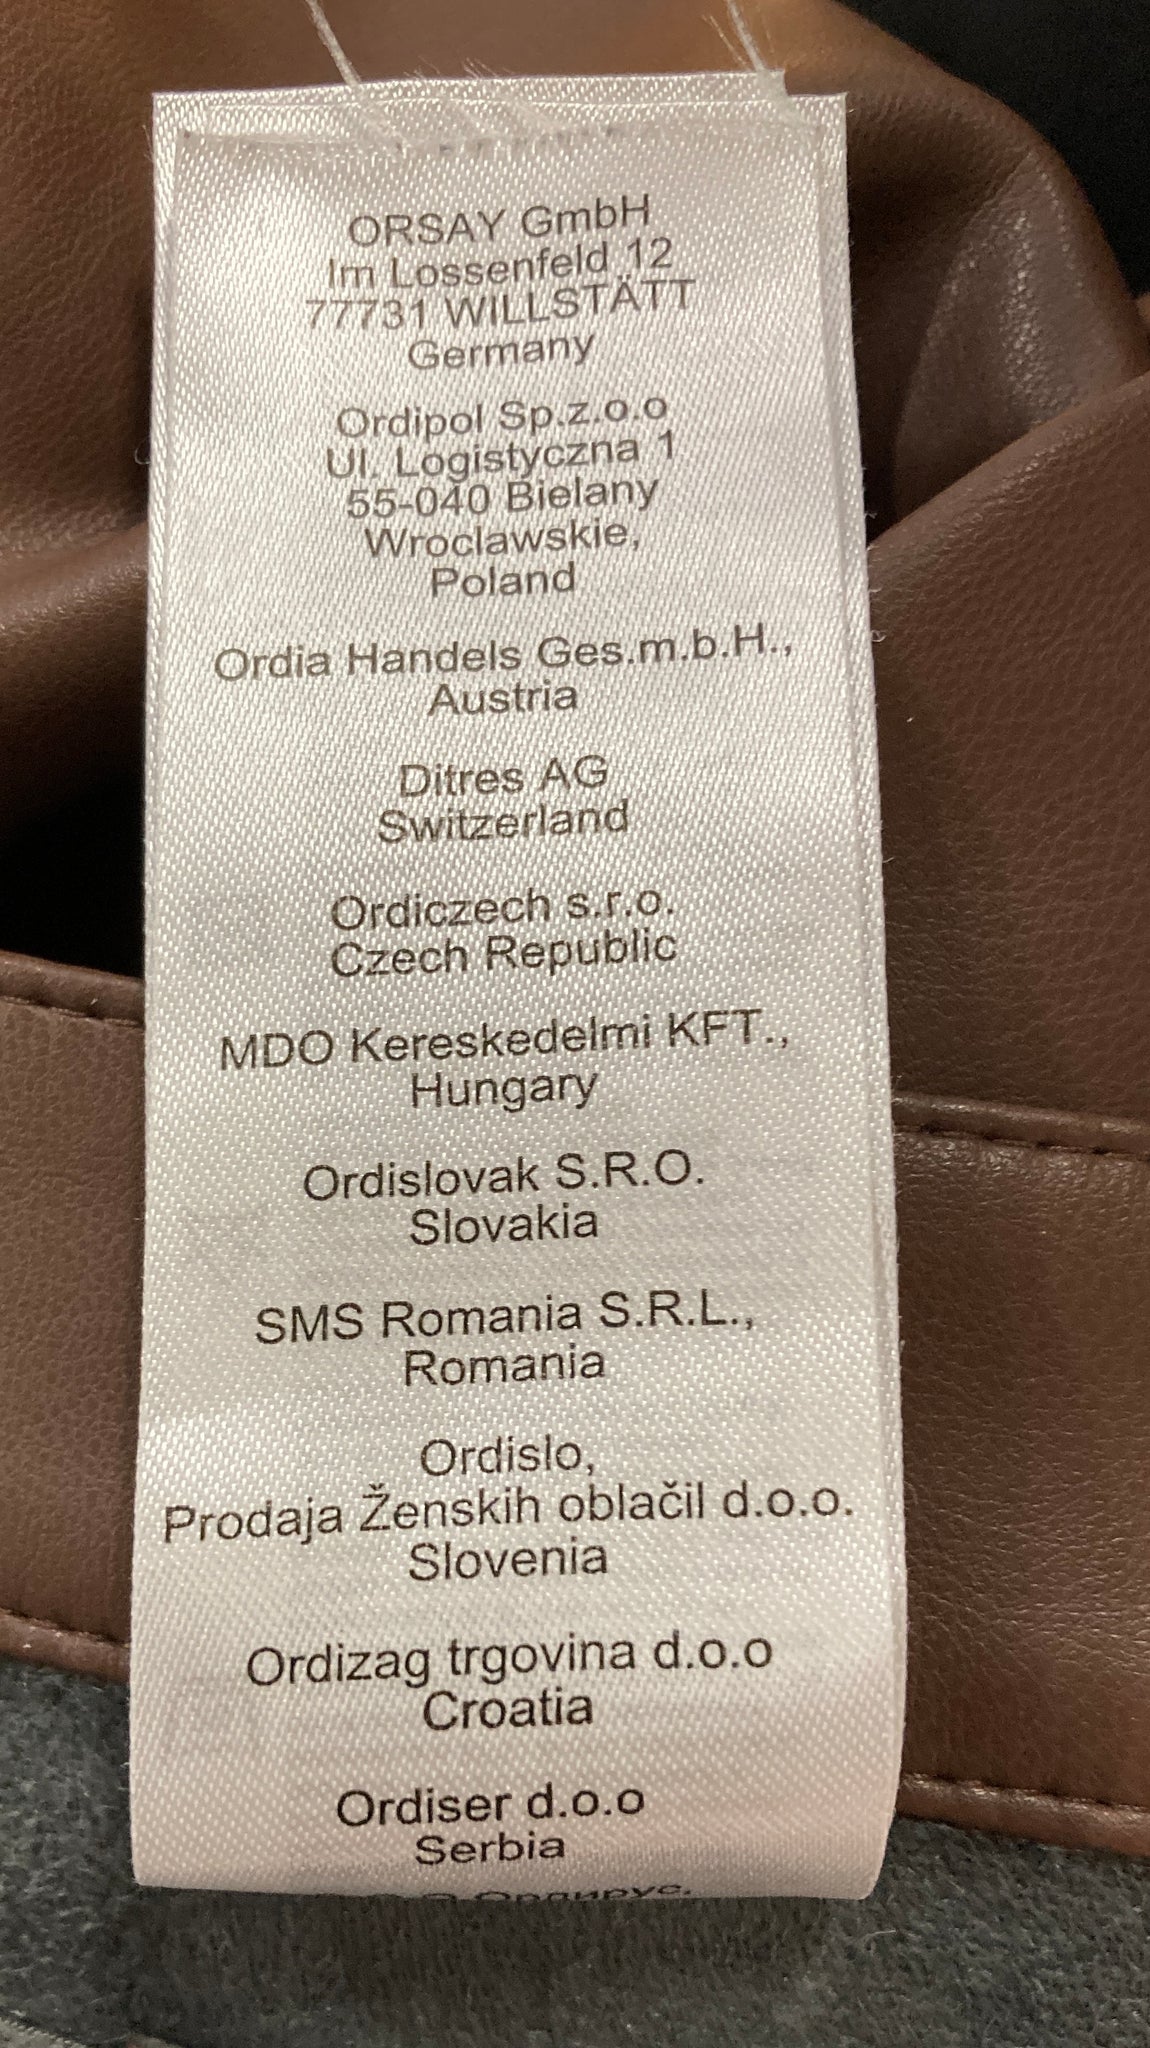 ORSAY GmbH
Im Lossenfeld 12
77731 WILLSTÄTT
Germany
Ordipol Sp.z.o.o
Ul. Logistyczna 1
55-040 Bielany
Wroclawskie,
Poland
Ordia Handels Ges.m.b.H.,
Austria
Ditres AG
Switzerland
Ordiczech s.r.o.
Czech Republic
MDO Kereskedelmi KFT.,
Hungary
Ordislovak S.R.O.
Slovakia
SMS Romania S.R.L.,
Romania
Ordislo,
Prodaja Ženskih oblačil d.o.o.
Slovenia
Ordizag trgovina d.o.o
Croatia
Ordiser d.o.o
Serbia